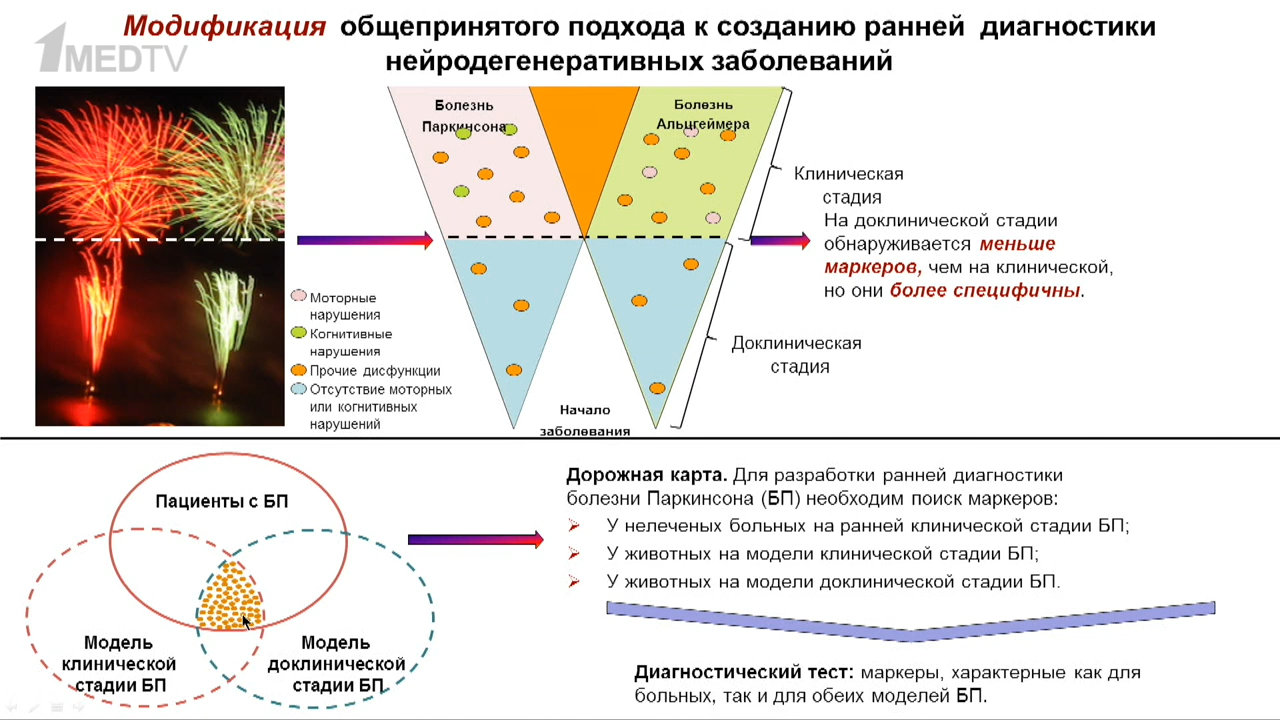 Модификация общепринятого подхода к созданию ранней диагностики
нейродегенеративных заболеваний
1MEDTV
Болезнь
Паркинсона
Болезнь
Альцгеймера
Клиническая
стадия
На доклинической стадии
обнаруживается меньше
маркеров, чем на клинической,
но они более специфичны.
Моторные
нарушения
Когнитивные
нарушения
Прочие дисфункции
Отсутствие моторных
или когнитивных
нарушений
Доклиническая
стадия
Начало
заболевания
Пациенты с БП
Модель
клинической
стадии БП
Модель
доклинической
стадии БП
Дорожная карта. Для разработки ранней диагностики
болезни Паркинсона (БП) необходим поиск маркеров:
У нелеченых больных на ранней клинической стадии БП;
У животных на модели клинической стадии БП;
У животных на модели доклинической стадии БП.
Диагностический тест: маркеры, характерные как для
больных, так и для обеих моделей БП.